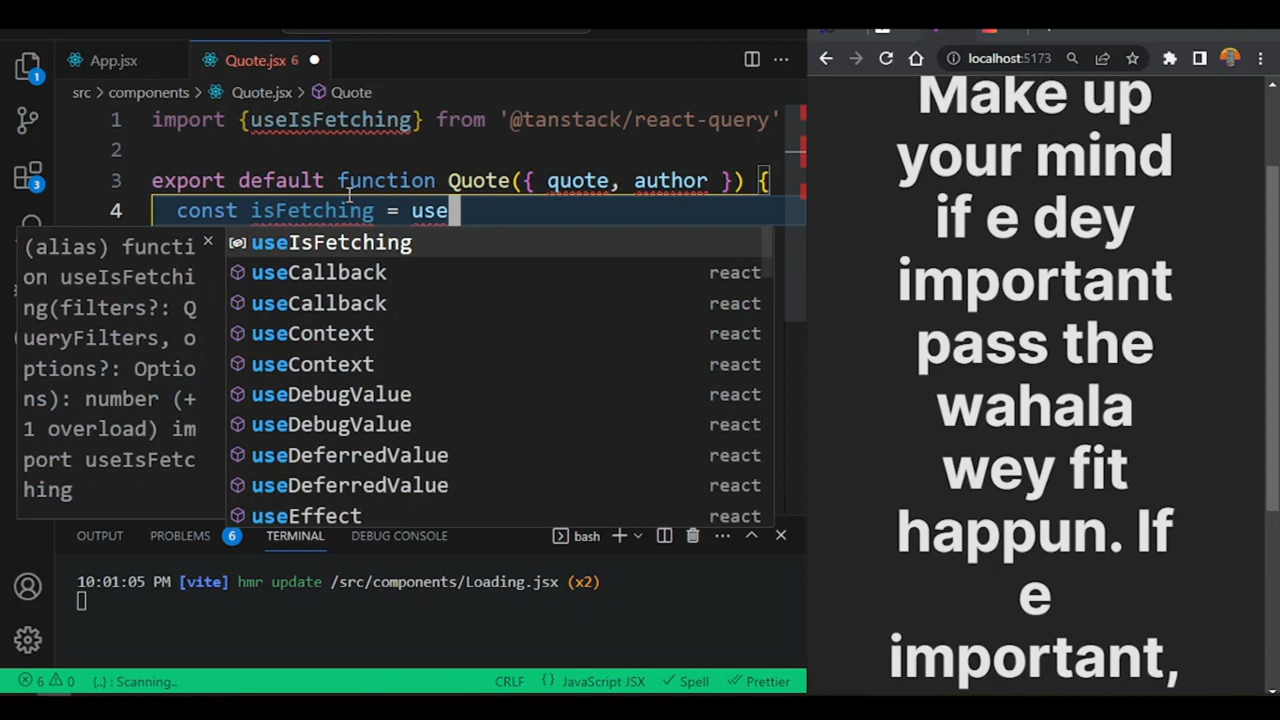 App.jsx
Quote.jsx 6
src > components > Quote.jsx > Quote
1 import {useIsFetching} from '@tanstack/react-query'
2
3 export default function Quote({ quote, author }) {
4 const isFetching = use
(alias) functi
on useIsFetchi
ng(filters?: Q
ueryFilters, o
ptions?: Optio
ns): number (+
1 overload) im
port useIsFetc
hing
useIsFetching
useCallback react
useCallback react
useContext react
useContext react
useDebugValue react
useDebugValue react
useDeferredValue react
useDeferredValue react
useEffect react
1
3
OUTPUT PROBLEMS 6 TERMINAL DEBUG CONSOLE bash
10:01:05 PM [vite] hmr update /src/components/Loading.jsx (x2)
6 0 {..} : Scanning.. CRLF {} JavaScript JSX Spell Prettier
localhost:5173
Make up
your mind
if e dey
important
pass the
wahala
wey fit
happun. If
e
important,